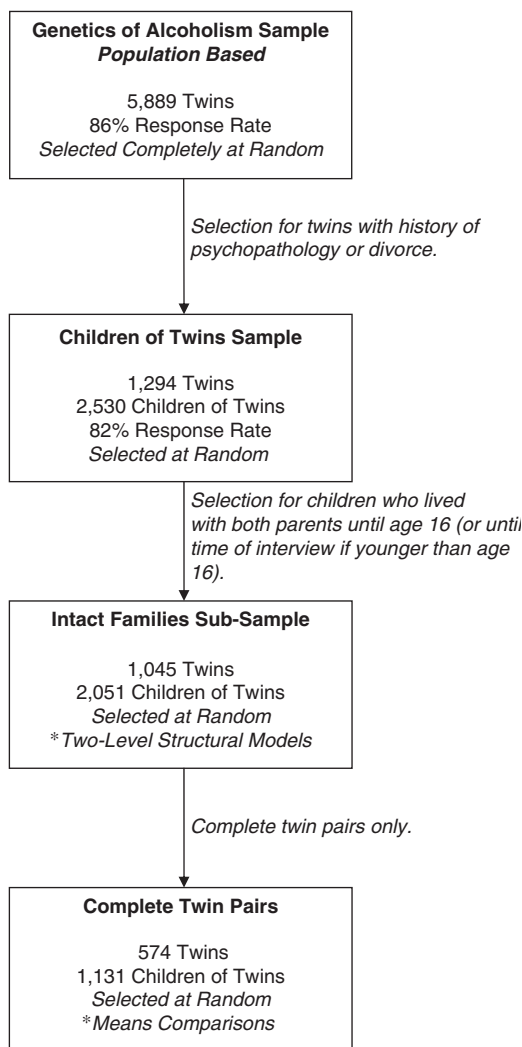 Genetics of Alcoholism Sample
Population Based
5,889 Twins
86% Response Rate
Selected Completely at Random
Selection for twins with history of
psychopathology or divorce.
Children of Twins Sample
1,294 Twins
2,530 Children of Twins
82% Response Rate
Selected at Random
Selection for children who lived
with both parents until age 16 (or until
time of interview if younger than age
16).
Intact Families Sub-Sample
1,045 Twins
2,051 Children of Twins
Selected at Random
*Two-Level Structural Models
Complete twin pairs only.
Complete Twin Pairs
574 Twins
1,131 Children of Twins
Selected at Random
*Means Comparisons